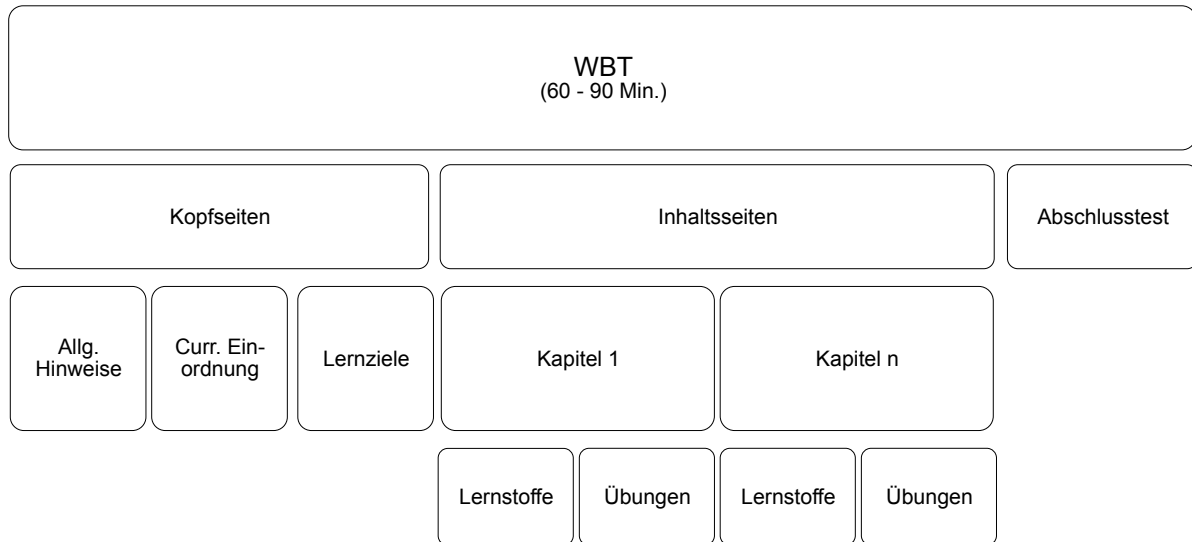 WBT
(60 - 90 Min.)
Kopfseiten
Inhaltsseiten
Abschlusstest
Allg.
Hinweise
Curr. Ein-
ordnung
Lernziele
Kapitel 1
Kapitel n
Lernstoffe
Übungen
Lernstoffe
Übungen